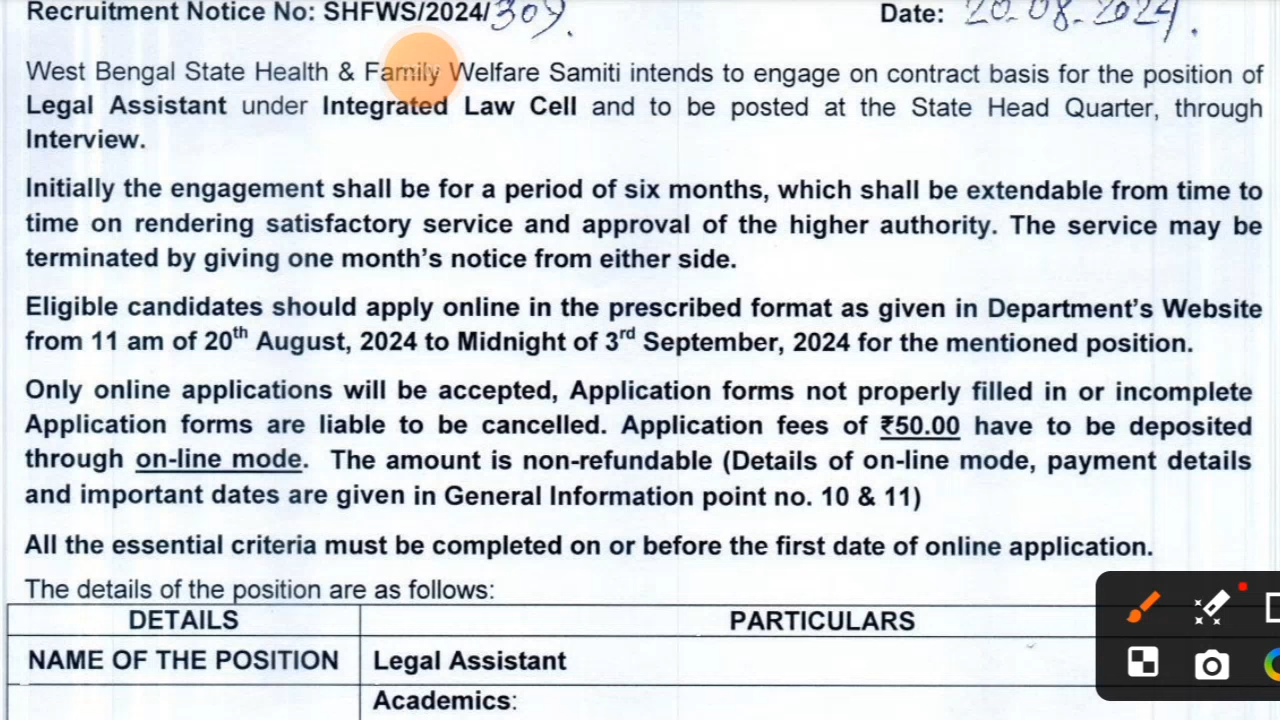 Recruitment Notice No: SHFWS/2024/309.
Date: 20.08.2024.
West Bengal State Health & Family Welfare Samiti intends to engage on contract basis for the position of
Legal Assistant under Integrated Law Cell and to be posted at the State Head Quarter, through
Interview.
Initially the engagement shall be for a period of six months, which shall be extendable from time to
time on rendering satisfactory service and approval of the higher authority. The service may be
terminated by giving one month's notice from either side.
Eligible candidates should apply online in the prescribed format as given in Department's Website
from 11 am of 20th August, 2024 to Midnight of 3rd September, 2024 for the mentioned position.
Only online applications will be accepted, Application forms not properly filled in or incomplete
Application forms are liable to be cancelled. Application fees of ₹50.00 have to be deposited
through on-line mode. The amount is non-refundable (Details of on-line mode, payment details
and important dates are given in General Information point no. 10 & 11)
All the essential criteria must be completed on or before the first date of online application.
The details of the position are as follows:
DETAILS
PARTICULARS
NAME OF THE POSITION
Legal Assistant
Academics: